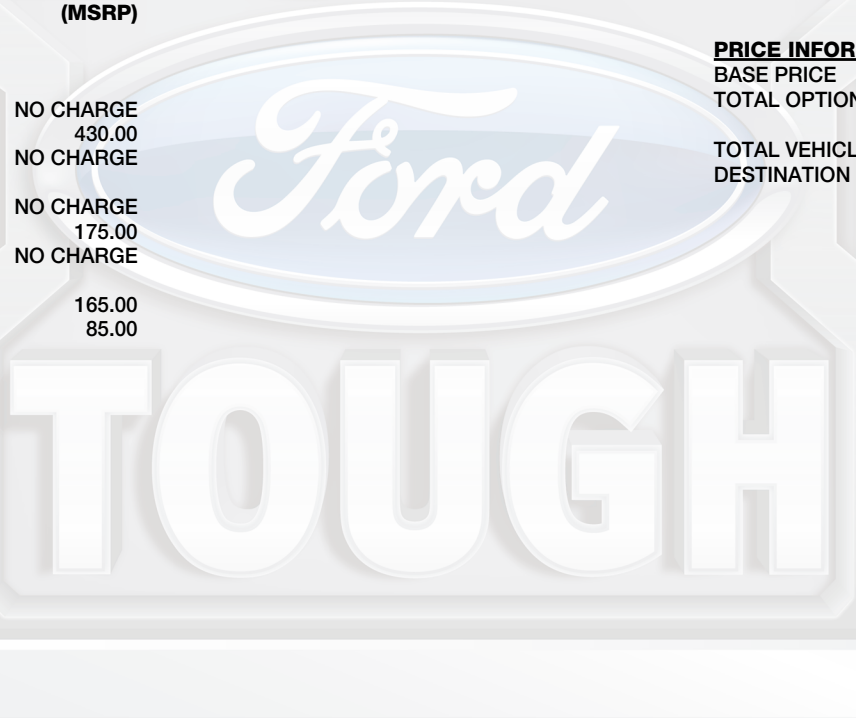 (MSRP)
NO CHARGE
430.00
NO CHARGE
NO CHARGE
175.00
NO CHARGE
165.00
85.00
PRICE INFOR
BASE PRICE
TOTAL OPTION
TOTAL VEHICL
DESTINATION
Ford
TOUGH